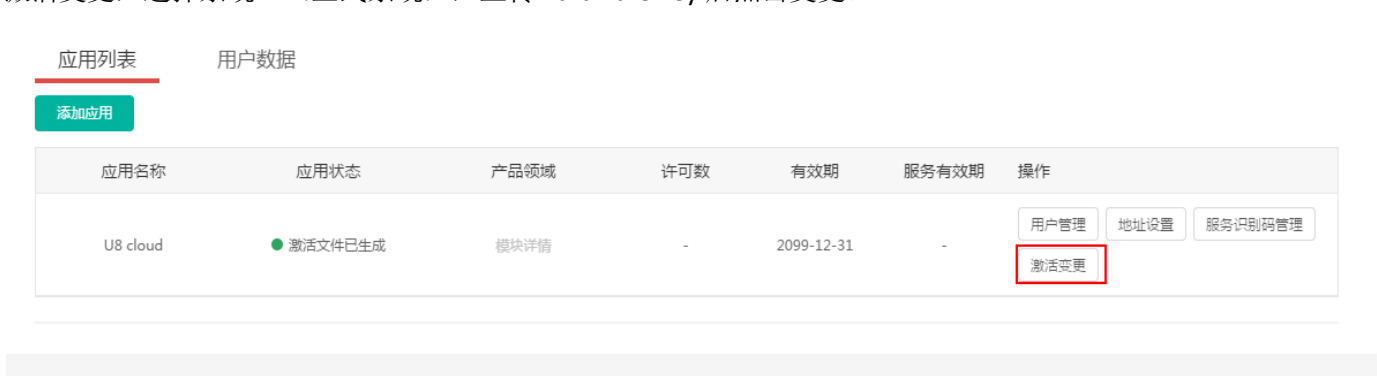 应用列表 用户数据
添加应用
应用名称 应用状态 产品领域 许可数 有效期 服务有效期 操作
U8 cloud 激活文件已生成 模块详情 - 2099-12-31 - 用户管理 地址设置 服务识别码管理
激活变更